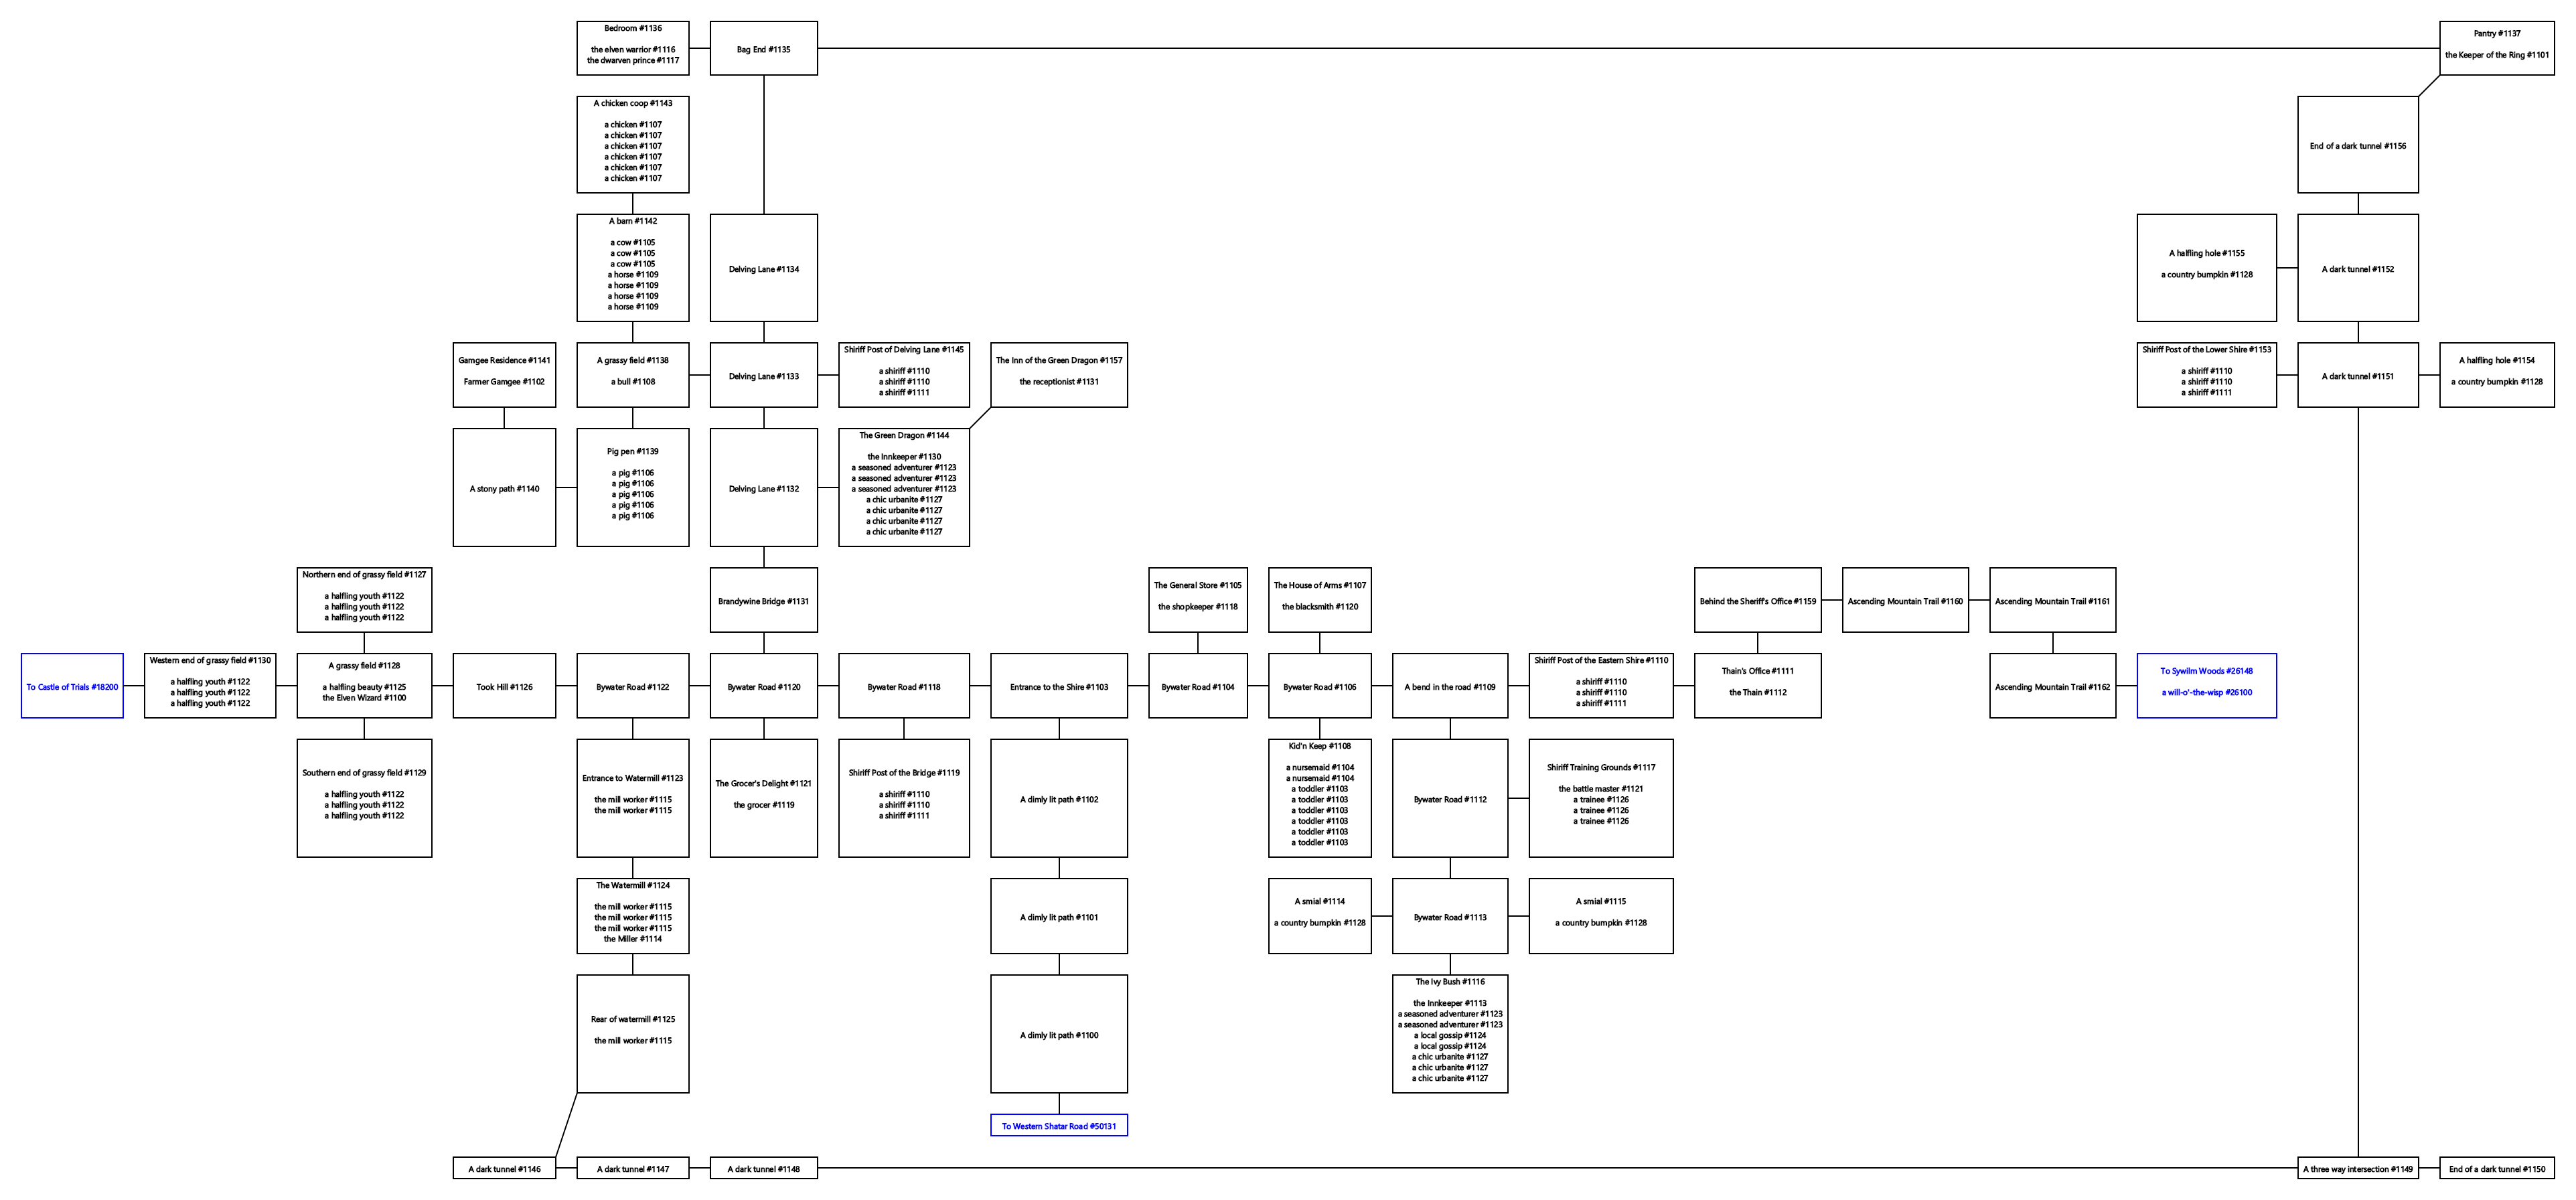 Bedroom #1136
the elven warrior #1116
the dwarven prince #1117
Bag End #1135
Pantry #1137
the Keeper of the Ring #1101
A chicken coop #1143
a chicken #1107
a chicken #1107
a chicken #1107
a chicken #1107
a chicken #1107
a chicken #1107
End of a dark tunnel #1156
A barn #1142
a cow #1105
a cow #1105
a cow #1105
a horse #1109
a horse #1109
a horse #1109
a horse #1109
Delving Lane #1134
A halfling hole #1155
a country bumpkin #1128
A dark tunnel #1152
Gamgee Residence #1141
Farmer Gamgee #1102
A grassy field #1138
a bull #1108
Delving Lane #1133
Shiriff Post of Delving Lane #1145
a shiriff #1110
a shiriff #1110
a shiriff #1111
The Inn of the Green Dragon #1157
the receptionist #1131
Shiriff Post of the Lower Shire #1153
a shiriff #1110
a shiriff #1110
a shiriff #1111
A dark tunnel #1151
A halfling hole #1154
a country bumpkin #1128
A stony path #1140
Pig pen #1139
a pig #1106
a pig #1106
a pig #1106
a pig #1106
a pig #1106
Delving Lane #1132
The Green Dragon #1144
the Innkeeper #1130
a seasoned adventurer #1123
a seasoned adventurer #1123
a seasoned adventurer #1123
a chic urbanite #1127
a chic urbanite #1127
a chic urbanite #1127
a chic urbanite #1127
Northern end of grassy field #1127
a halfling youth #1122
a halfling youth #1122
a halfling youth #1122
Brandywine Bridge #1131
The General Store #1105
the shopkeeper #1118
The House of Arms #1107
the blacksmith #1120
Behind the Sheriff's Office #1159
Ascending Mountain Trail #1160
Ascending Mountain Trail #1161
To Castle of Trials #18200
Western end of grassy field #1130
a halfling youth #1122
a halfling youth #1122
a halfling youth #1122
A grassy field #1128
a halfling beauty #1125
the Elven Wizard #1100
Took Hill #1126
Bywater Road #1122
Bywater Road #1120
Bywater Road #1118
Entrance to the Shire #1103
Bywater Road #1104
Bywater Road #1106
A bend in the road #1109
Shiriff Post of the Eastern Shire #1110
a shiriff #1110
a shiriff #1110
a shiriff #1111
Thain's Office #1111
the Thain #1112
Ascending Mountain Trail #1162
To Sywilm Woods #26148
a will-o'-the-wisp #26100
Southern end of grassy field #1129
a halfling youth #1122
a halfling youth #1122
a halfling youth #1122
Entrance to Watermill #1123
the mill worker #1115
the mill worker #1115
The Grocer's Delight #1121
the grocer #1119
Shiriff Post of the Bridge #1119
a shiriff #1110
a shiriff #1110
a shiriff #1111
A dimly lit path #1102
Kid'n Keep #1108
a nursemaid #1104
a nursemaid #1104
a toddler #1103
a toddler #1103
a toddler #1103
a toddler #1103
a toddler #1103
a toddler #1103
Bywater Road #1112
Shiriff Training Grounds #1117
the battle master #1121
a trainee #1126
a trainee #1126
a trainee #1126
The Watermill #1124
the mill worker #1115
the mill worker #1115
the mill worker #1115
the Miller #1114
A dimly lit path #1101
A smial #1114
a country bumpkin #1128
Bywater Road #1113
A smial #1115
a country bumpkin #1128
Rear of watermill #1125
the mill worker #1115
A dimly lit path #1100
The Ivy Bush #1116
the Innkeeper #1113
a seasoned adventurer #1123
a seasoned adventurer #1123
a local gossip #1124
a local gossip #1124
a chic urbanite #1127
a chic urbanite #1127
a chic urbanite #1127
To Western Shatar Road #50131
A dark tunnel #1146
A dark tunnel #1147
A dark tunnel #1148
A three way intersection #1149
End of a dark tunnel #1150